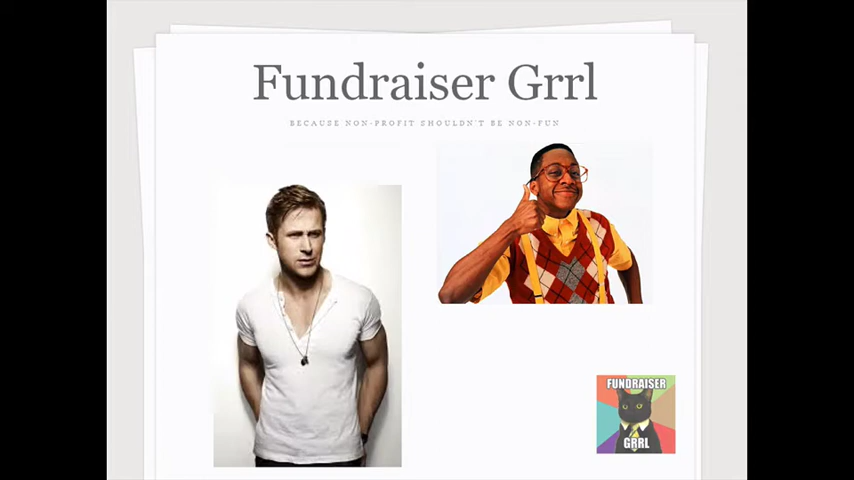 Fundraiser Grrl
BECAUSE NON-PROFIT SHOULDN'T BE NON-FUN
FUNDRAISER
GRRL